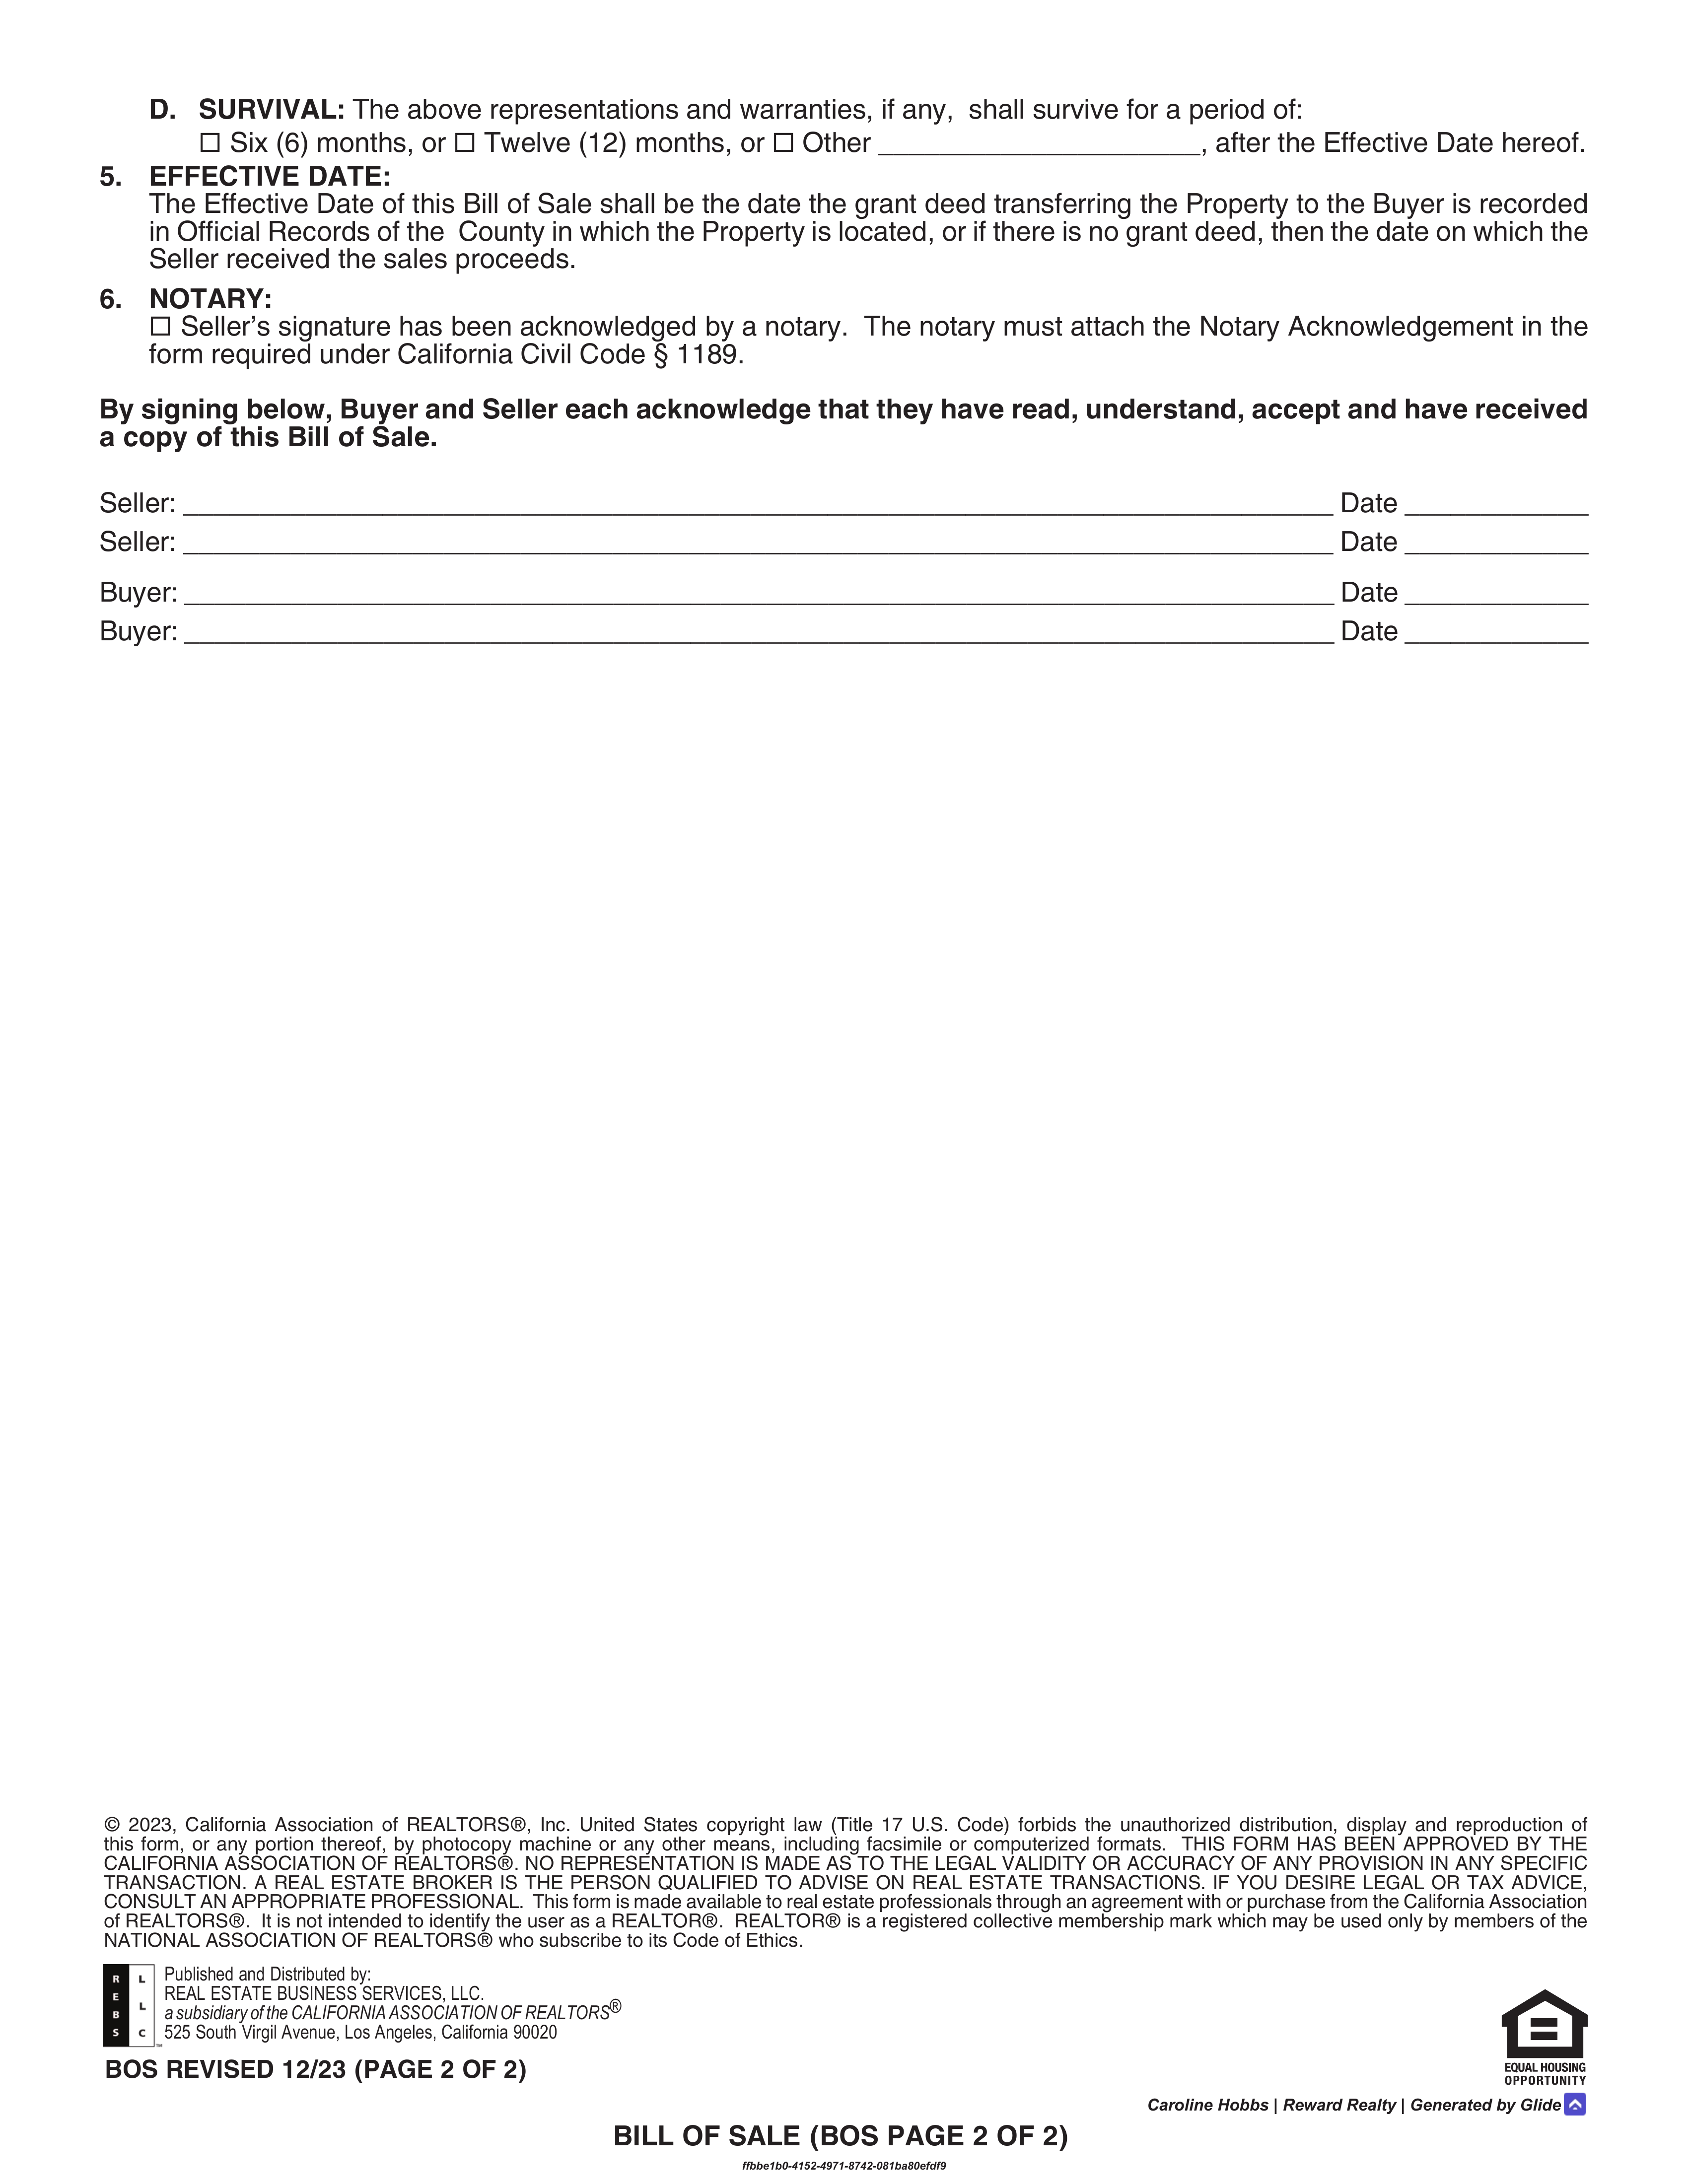 D. SURVIVAL: The above representations and warranties, if any, shall survive for a period of:
☐ Six (6) months, or ☐ Twelve (12) months, or ☐ Other ______________________, after the Effective Date hereof.
5. EFFECTIVE DATE:
The Effective Date of this Bill of Sale shall be the date the grant deed transferring the Property to the Buyer is recorded
in Official Records of the County in which the Property is located, or if there is no grant deed, then the date on which the
Seller received the sales proceeds.
6. NOTARY:
☐ Seller’s signature has been acknowledged by a notary. The notary must attach the Notary Acknowledgement in the
form required under California Civil Code § 1189.
By signing below, Buyer and Seller each acknowledge that they have read, understand, accept and have received
a copy of this Bill of Sale.
Seller: ______________________ Date ____________
Seller: ______________________ Date ____________
Buyer: ______________________ Date ____________
Buyer: ______________________ Date ____________
© 2023, California Association of REALTORS®, Inc. United States copyright law (Title 17 U.S. Code) forbids the unauthorized distribution, display and reproduction of
this form, or any portion thereof, by photocopy machine or any other means, including facsimile or computerized formats. THIS FORM HAS BEEN APPROVED BY THE
CALIFORNIA ASSOCIATION OF REALTORS®. NO REPRESENTATION IS MADE AS TO THE LEGAL VALIDITY OR ACCURACY OF ANY PROVISION IN ANY SPECIFIC
TRANSACTION. A REAL ESTATE BROKER IS THE PERSON QUALIFIED TO ADVISE ON REAL ESTATE TRANSACTIONS. IF YOU DESIRE LEGAL OR TAX ADVICE,
CONSULT AN APPROPRIATE PROFESSIONAL. This form is made available to real estate professionals through an agreement with or purchase from the California Association
of REALTORS®. It is not intended to identify the user as a REALTOR®. REALTOR® is a registered collective membership mark which may be used only by members of the
NATIONAL ASSOCIATION OF REALTORS® who subscribe to its Code of Ethics.
R L
E L
B C
S ™
Published and Distributed by:
REAL ESTATE BUSINESS SERVICES, LLC.
a subsidiary of the CALIFORNIA ASSOCIATION OF REALTORS®
525 South Virgil Avenue, Los Angeles, California 90020
BOS REVISED 12/23 (PAGE 2 OF 2)
EQUAL HOUSING
OPPORTUNITY
Caroline Hobbs | Reward Realty | Generated by Glide
BILL OF SALE (BOS PAGE 2 OF 2)
ffbbe1b0-4152-4971-8742-081ba80efdf9